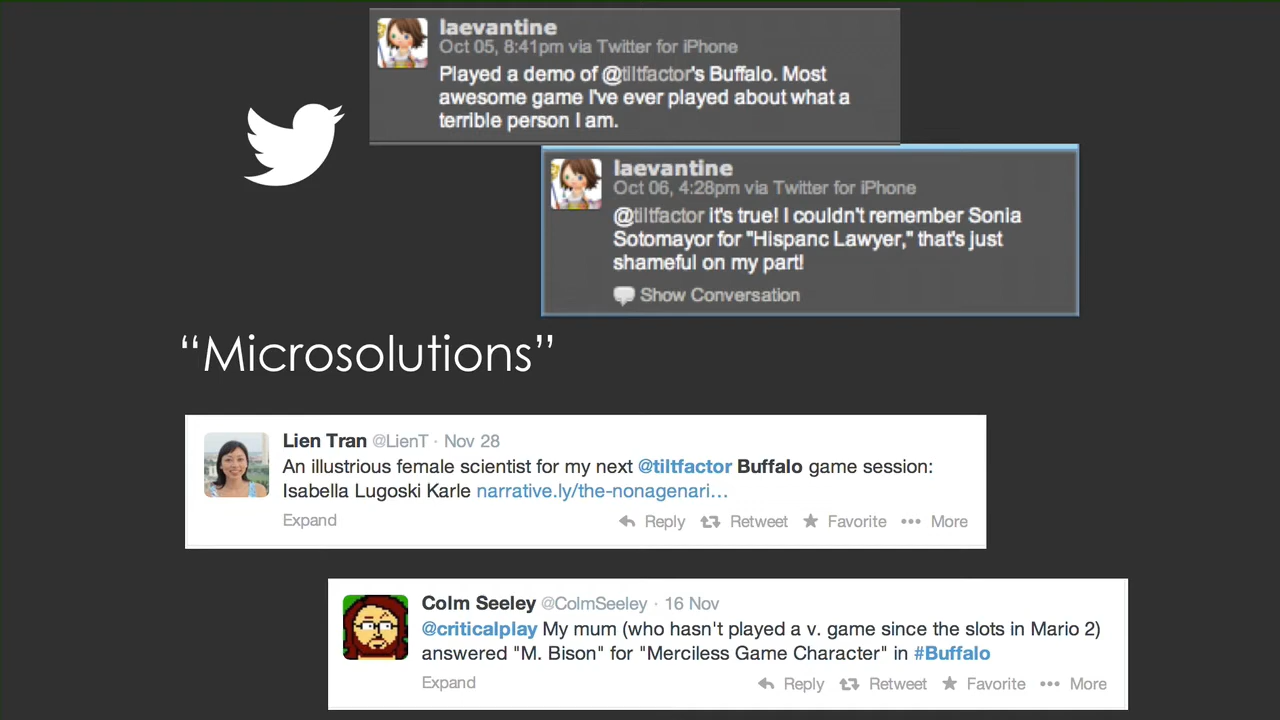 laevantine
Oct 05, 8:41pm via Twitter for iPhone
Played a demo of @tiltfactor's Buffalo. Most
awesome game I've ever played about what a
terrible person I am.
laevantine
Oct 06, 4:28pm via Twitter for iPhone
@tiltfactor it's true! I couldn't remember Sonia
Sotomayor for "Hispanc Lawyer," that's just
shameful on my part!
Show Conversation
“Microsolutions”
Lien Tran @LienT · Nov 28
An illustrious female scientist for my next @tiltfactor Buffalo game session:
Isabella Lugoski Karle narrative.ly/the-nonagenari…
Expand Reply Retweet Favorite More
Colm Seeley @ColmSeeley · 16 Nov
@criticalplay My mum (who hasn't played a v. game since the slots in Mario 2)
answered "M. Bison" for "Merciless Game Character" in #Buffalo
Expand Reply Retweet Favorite More